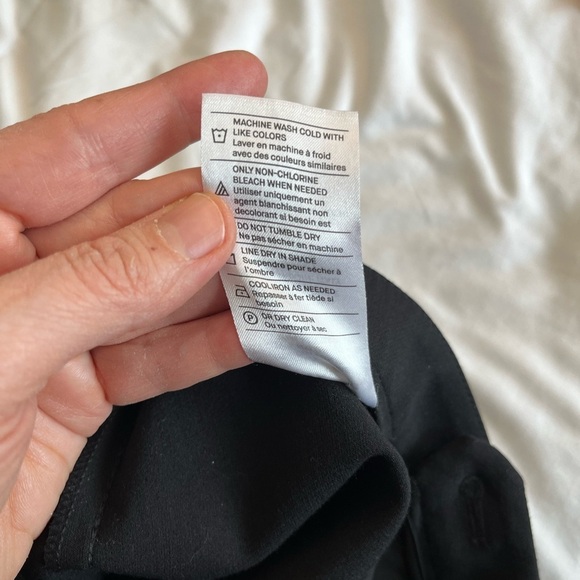 MACHINE WASH COLD WITH
LIKE COLORS
Laver en machine à froid
avec des couleurs similaires
ONLY NON-CHLORINE
BLEACH WHEN NEEDED
Utiliser uniquement un
agent blanchissant non
decolorant si besoin est
DO NOT TUMBLE DRY
Ne pas sécher en machine
LINE DRY IN SHADE
Suspendre pour sécher à
l'ombre
COOL IRON AS NEEDED
Repasser à fer tiède si
besoin
P
OR DRY CLEAN
Ou nettoyer à sec